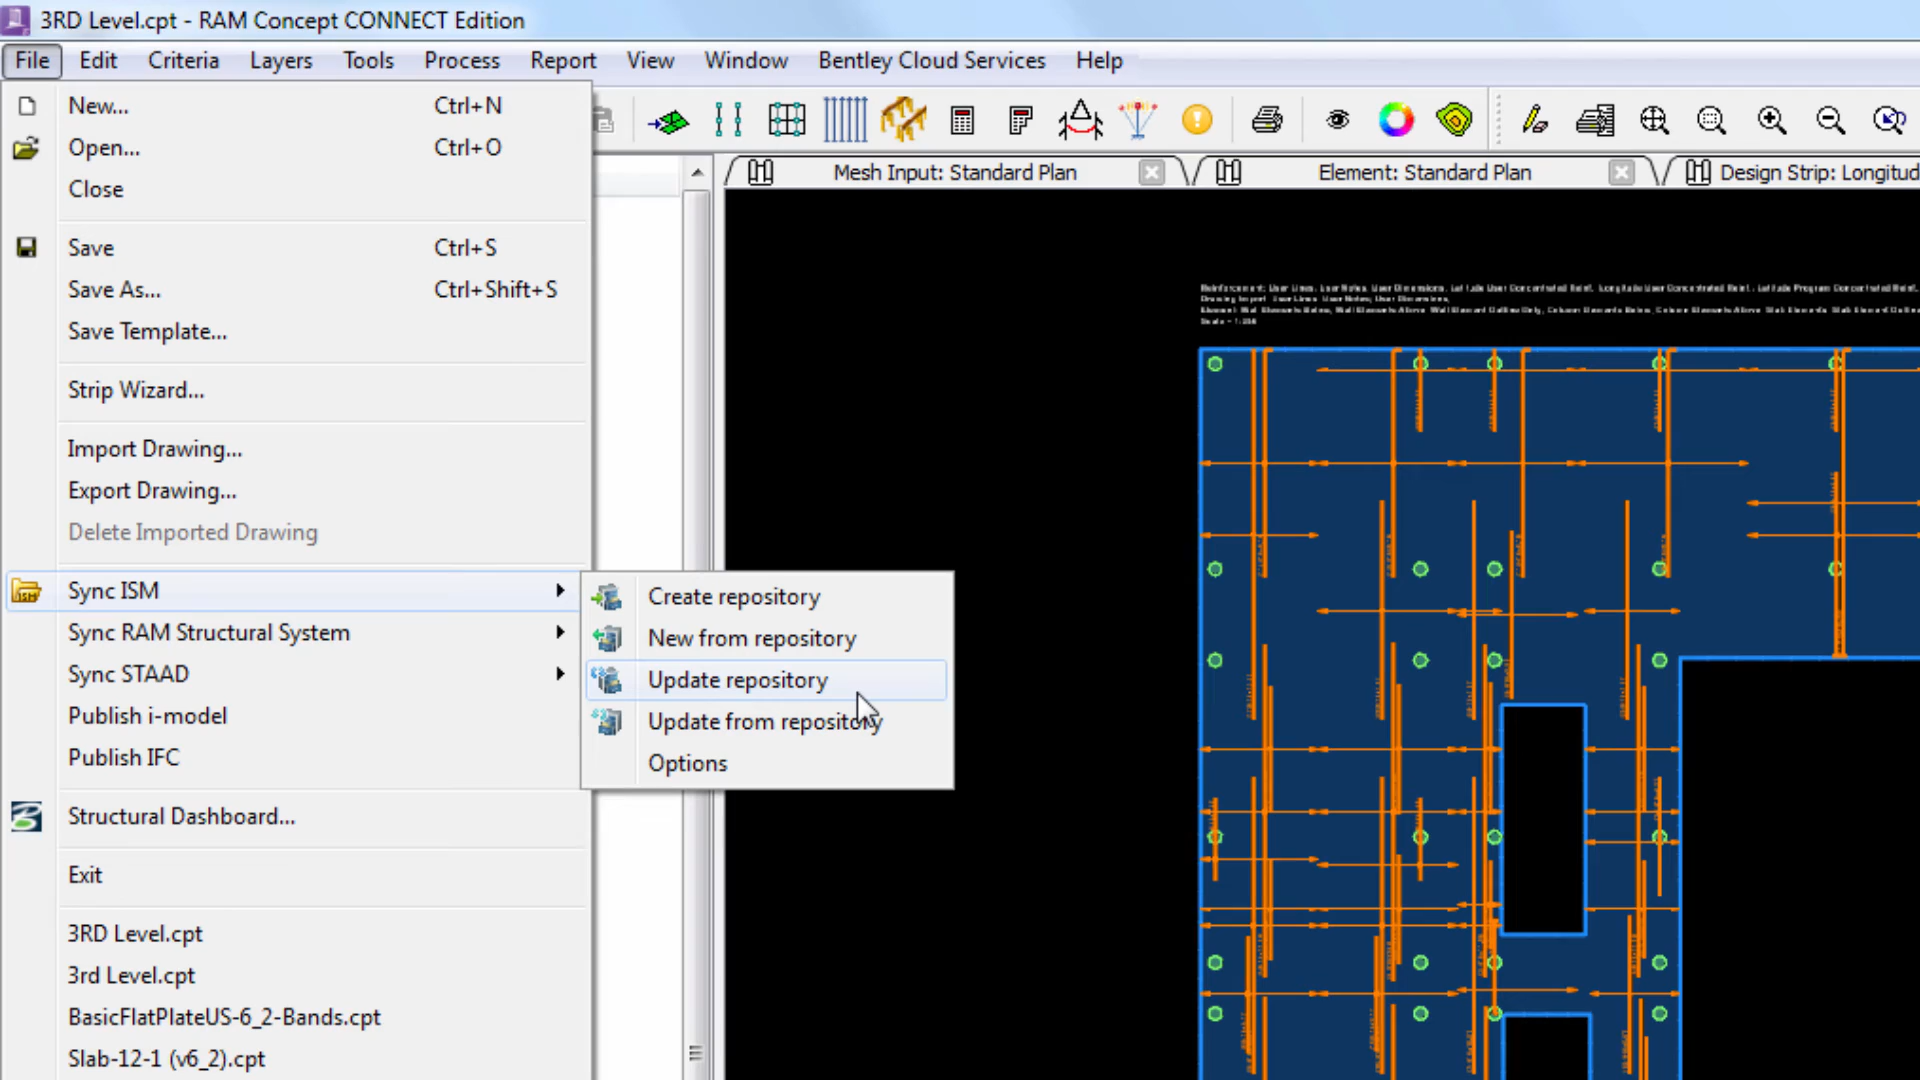 3RD Level.cpt - RAM Concept CONNECT Edition
File Edit Criteria Layers Tools Process Report View Window Bentley Cloud Services Help
New... Ctrl+N
Open... Ctrl+O
Close
Save Ctrl+S
Save As... Ctrl+Shift+S
Save Template...
Strip Wizard...
Import Drawing...
Export Drawing...
Delete Imported Drawing
Sync ISM
Sync RAM Structural System
Sync STAAD
Publish i-model
Publish IFC
Structural Dashboard...
Exit
3RD Level.cpt
3rd Level.cpt
BasicFlatPlateUS-6_2-Bands.cpt
Slab-12-1 (v6_2).cpt
Create repository
New from repository
Update repository
Update from repository
Options
Mesh Input: Standard Plan
Element: Standard Plan
Design Strip: Longitud